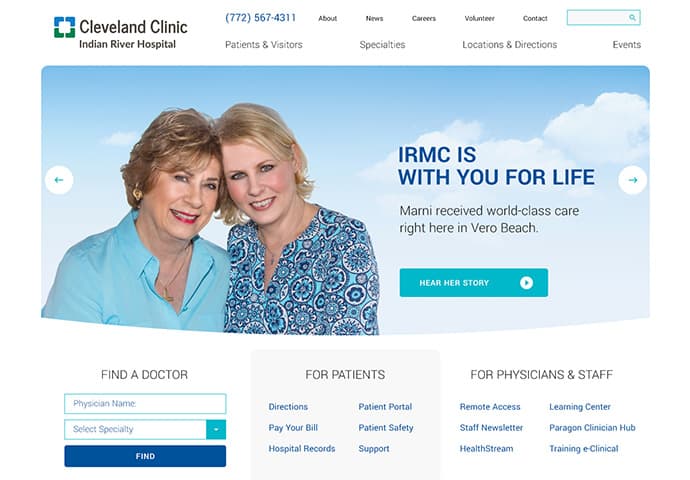 Cleveland Clinic
Indian River Hospital
(772) 567-4311
About
News
Careers
Volunteer
Contact
Patients & Visitors
Specialties
Locations & Directions
Events
IRMC IS
WITH YOU FOR LIFE
Marni received world-class care
right here in Vero Beach.
HEAR HER STORY
FIND A DOCTOR
Physician Name:
Select Specialty
FIND
FOR PATIENTS
Directions
Patient Portal
Pay Your Bill
Patient Safety
Hospital Records
Support
FOR PHYSICIANS & STAFF
Remote Access
Learning Center
Staff Newsletter
Paragon Clinician Hub
HealthStream
Training e-Clinical